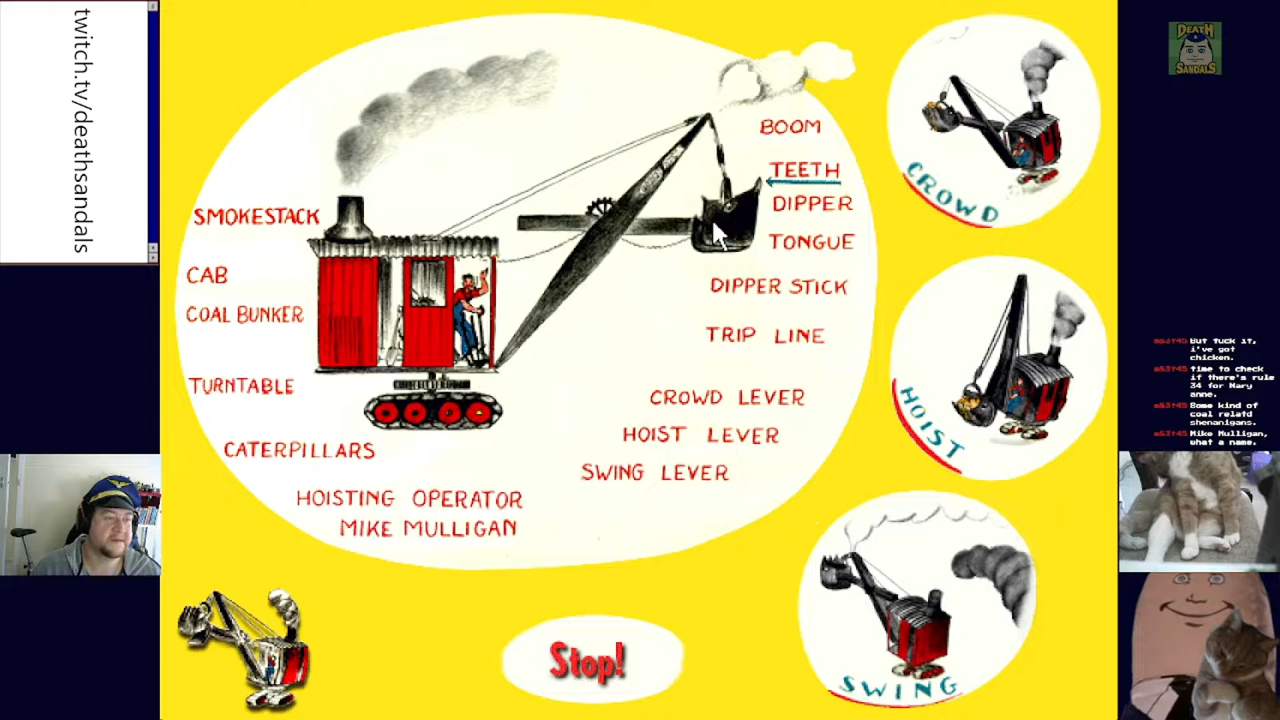 twitch.tv/deathsandals
DEATH
SANDALS
BOOM
TEETH
DIPPER
TONGUE
DIPPER STICK
TRIP LINE
CROWD LEVER
HOIST LEVER
SWING LEVER
SMOKESTACK
CAB
COAL BUNKER
TURNTABLE
CATERPILLARS
HOISTING OPERATOR
MIKE MULLIGAN
CROWD
HOIST
SWING
Stop!
But fuck it,
i've got
chicken.
time to check
if there's rule
34 for Mary
anne.
Some kind of
coal relatd
shenanigans.
Mike Mulligan,
what a name.